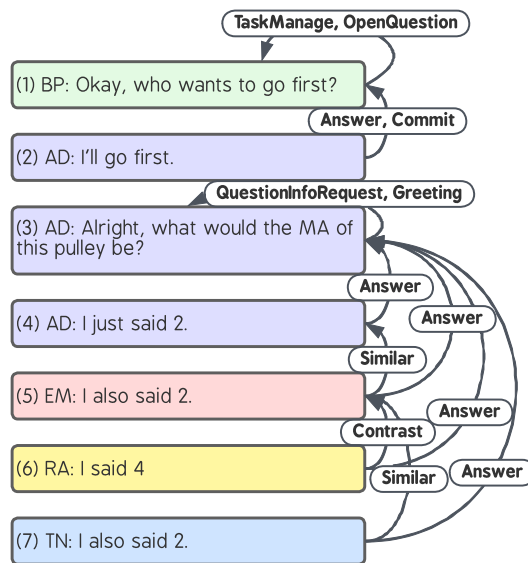 TaskManage, OpenQuestion
(1) BP: Okay, who wants to go first?
Answer, Commit
(2) AD: I'll go first.
QuestionInfoRequest, Greeting
(3) AD: Alright, what would the MA of
this pulley be?
Answer
(4) AD: I just said 2.
Answer
Similar
(5) EM: I also said 2.
Answer
Contrast
(6) RA: I said 4
Similar
Answer
(7) TN: I also said 2.